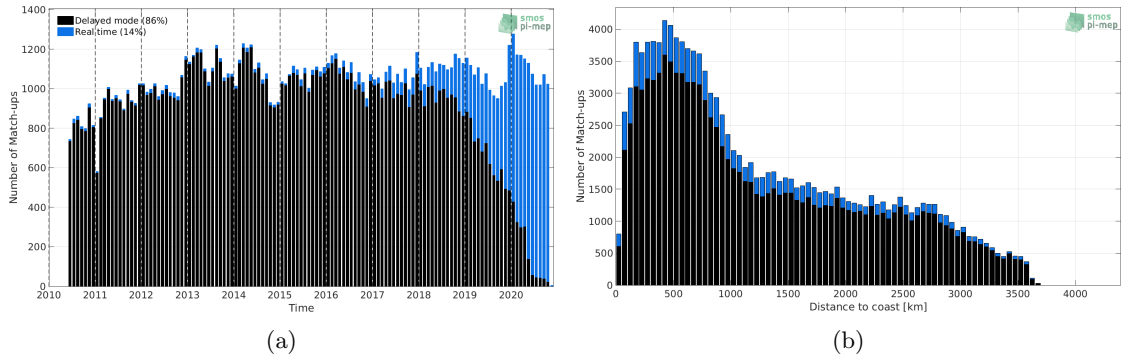 Delayed mode (86%)
Real time (14%)
smos
pi-mep
1400
1200
1000
800
600
400
200
0
Number of Match-ups
2010 2011 2012 2013 2014 2015 2016 2017 2018 2019 2020
Time
(a)
smos
pi-mep
4000
3500
3000
2500
2000
1500
1000
500
0
Number of Match-ups
0 500 1000 1500 2000 2500 3000 3500 4000
Distance to coast [km]
(b)